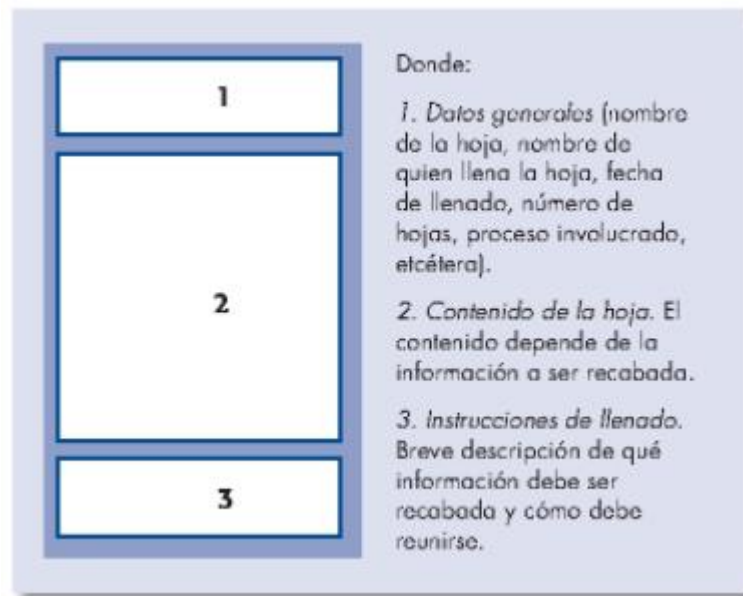 1
2
3
Donde:
1. Datos generales (nombre
de la hoja, nombre de
quien llena la hoja, fecha
de llenado, número de
hojas, proceso involucrado,
etcétera).
2. Contenido de la hoja. El
contenido depende de la
información a ser recabada.
3. Instrucciones de llenado.
Breve descripción de qué
información debe ser
recabada y cómo debe
reunirse.